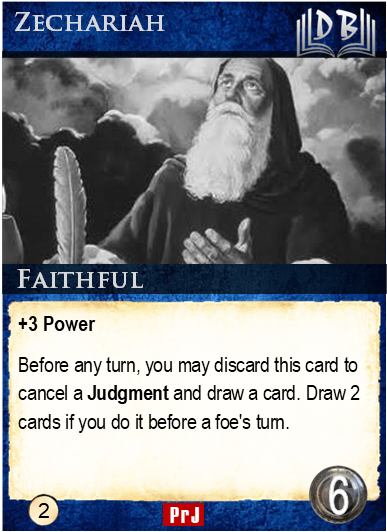 ZECHARIAH
DB
FAITHFUL
+3 Power
Before any turn, you may discard this card to
cancel a Judgment and draw a card. Draw 2
cards if you do it before a foe's turn.
2
PrJ
6